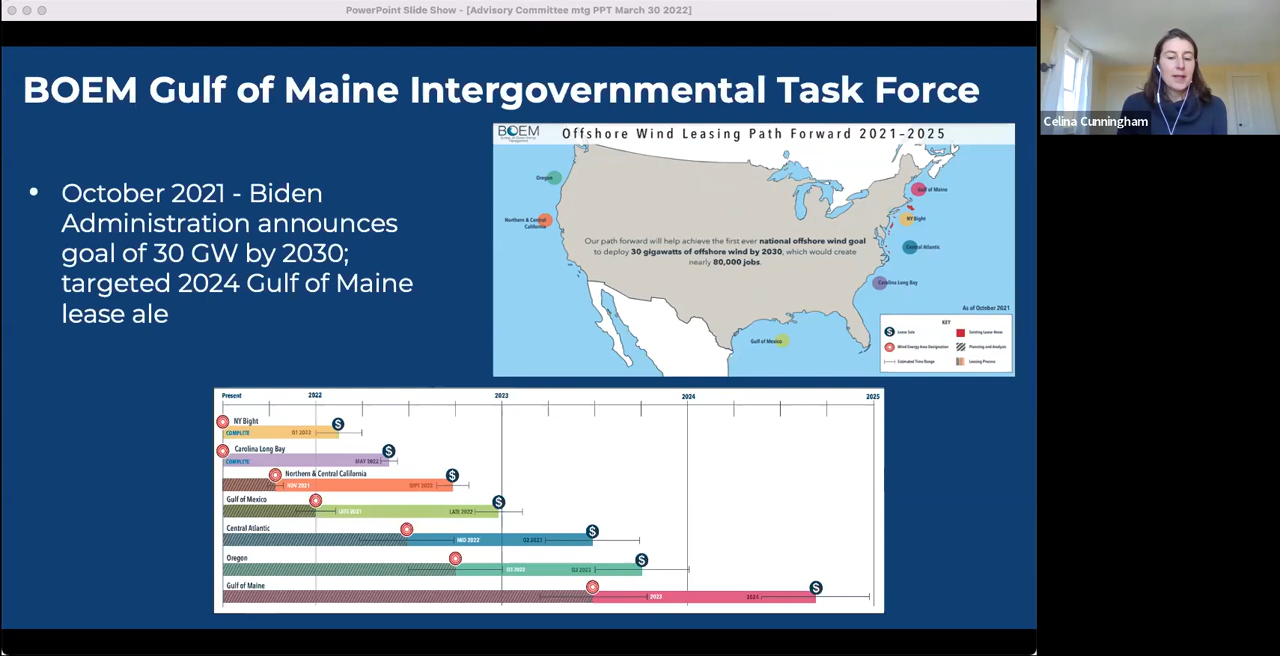 PowerPoint Slide Show - [Advisory Committee mtg PPT March 30 2022]
BOEM Gulf of Maine Intergovernmental Task Force
• October 2021 - Biden
Administration announces
goal of 30 GW by 2030;
targeted 2024 Gulf of Maine
lease ale
BOEM
Offshore Wind Leasing Path Forward 2021-2025
Oregon
Northern & Central
California
Gulf of Maine
NY Bight
Central Atlantic
Carolina Long Bay
Gulf of Mexico
Our path forward will help achieve the first ever national offshore wind goal
to deploy 30 gigawatts of offshore wind by 2030, which would create
nearly 80,000 jobs.
As of October 2021
KEY
Lease Sale
Existing Lease Areas
Wind Energy Area Designation
Planning and Analysis
Estimated Time Range
Leasing Process
Present 2022 2023 2024 2025
NY Bight
COMPLETE Q1 2022
Carolina Long Bay
COMPLETE MAY 2022
Northern & Central California
NOV 2021 SEPT 2022
Gulf of Mexico
LATE 2021 LATE 2022
Central Atlantic
MID 2022 Q2 2023
Oregon
Q3 2022 Q3 2023
Gulf of Maine
2023 2024
Celina Cunningham